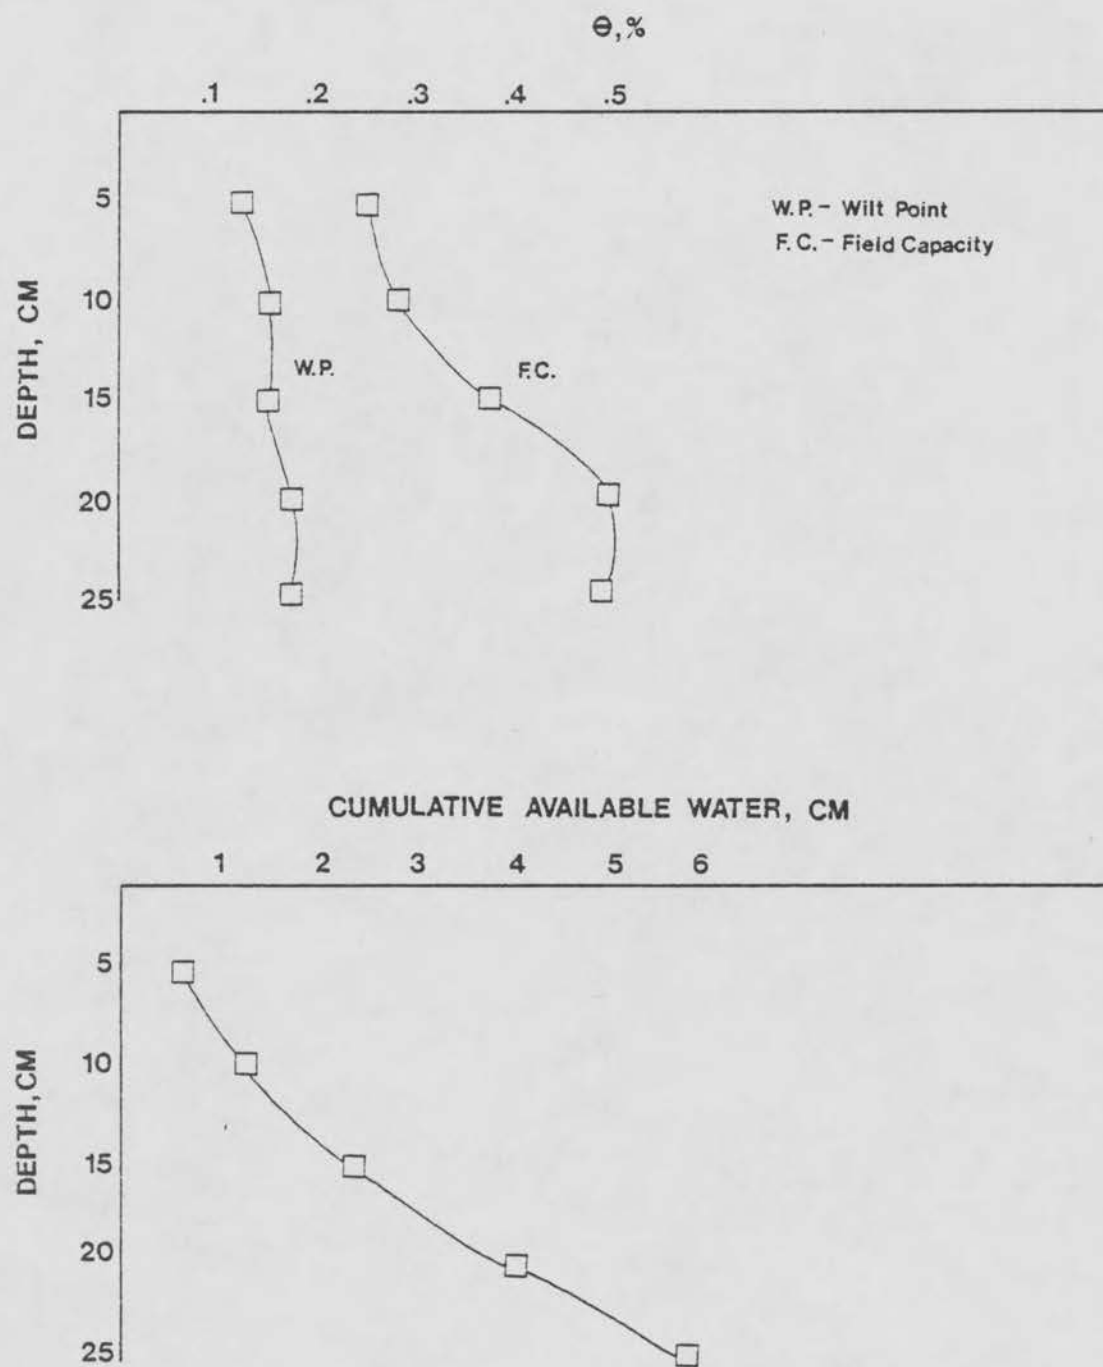 Ө,%
.1 .2 .3 .4 .5
W.P. - Wilt Point
F.C. - Field Capacity
DEPTH, CM
5
10
15
20
25
W.P.
F.C.
CUMULATIVE AVAILABLE WATER, CM
1 2 3 4 5 6
DEPTH,CM
5
10
15
20
25